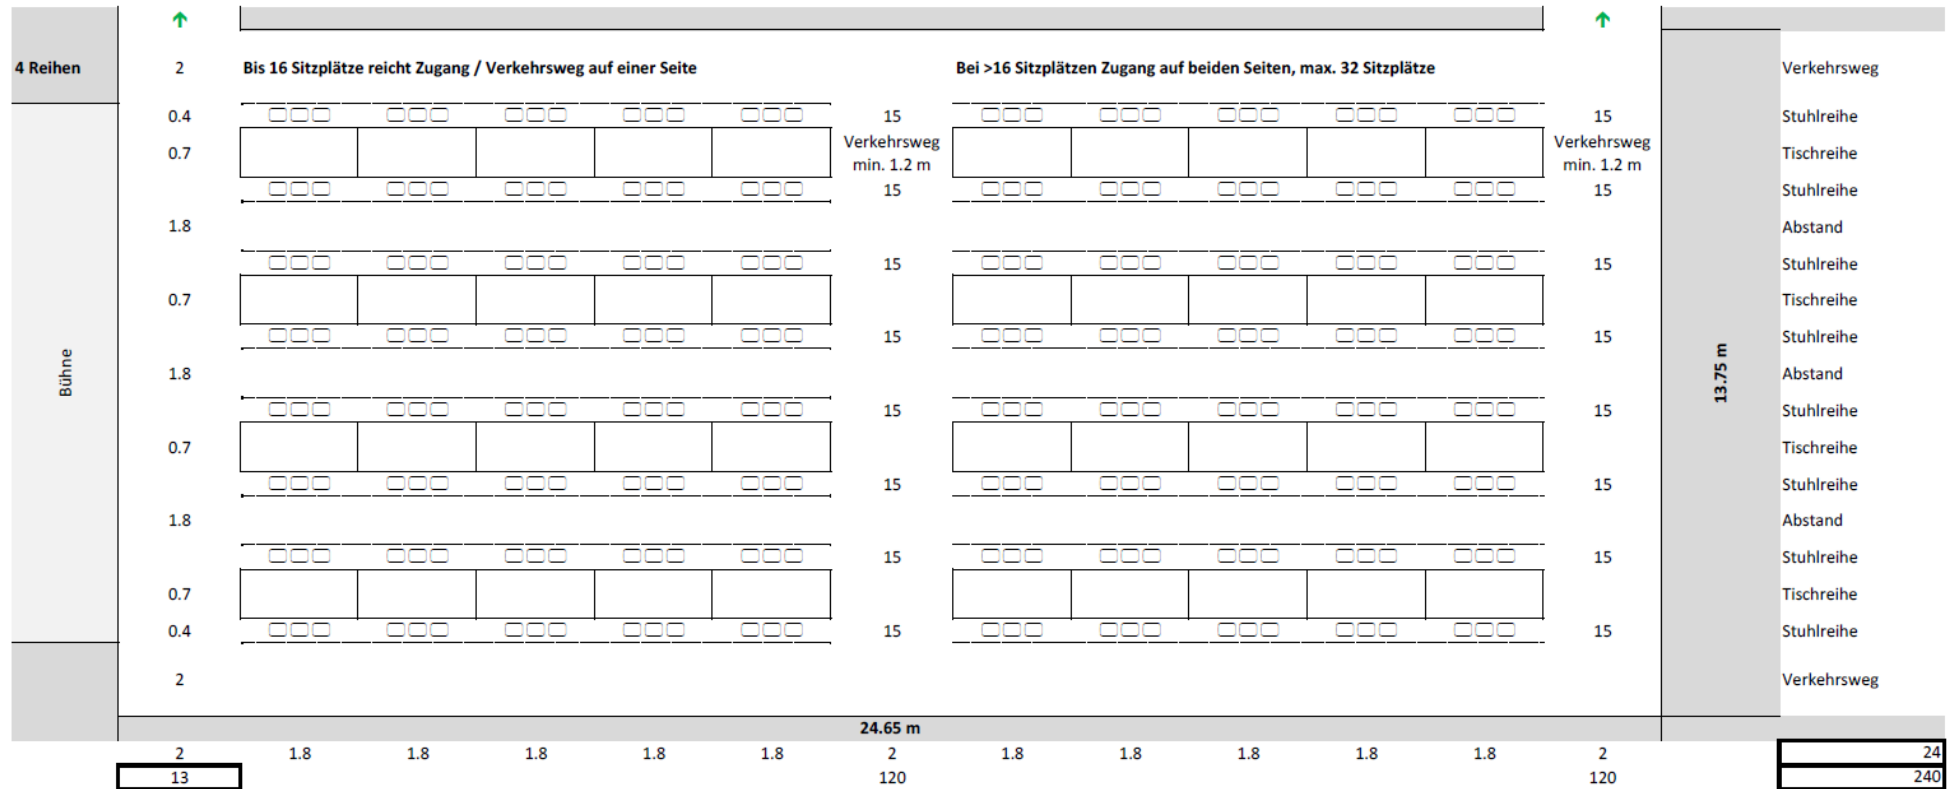 4 Reihen 2 Bis 16 Sitzplätze reicht Zugang / Verkehrsweg auf einer Seite Bei >16 Sitzplätzen Zugang auf beiden Seiten, max. 32 Sitzplätze Verkehrsweg
0.4 15 15 Stuhlreihe
0.7 Verkehrsweg min. 1.2 m Verkehrsweg min. 1.2 m Tischreihe
15 15 Stuhlreihe
1.8 Abstand
15 15 Stuhlreihe
0.7 Tischreihe
15 15 Stuhlreihe
Bühne
13.75 m
1.8 Abstand
15 15 Stuhlreihe
0.7 Tischreihe
15 15 Stuhlreihe
1.8 Abstand
15 15 Stuhlreihe
0.7 Tischreihe
0.4 15 15 Stuhlreihe
2 Verkehrsweg
24.65 m
2 1.8 1.8 1.8 1.8 1.8 2 1.8 1.8 1.8 1.8 1.8 2 24
13 120 120 240